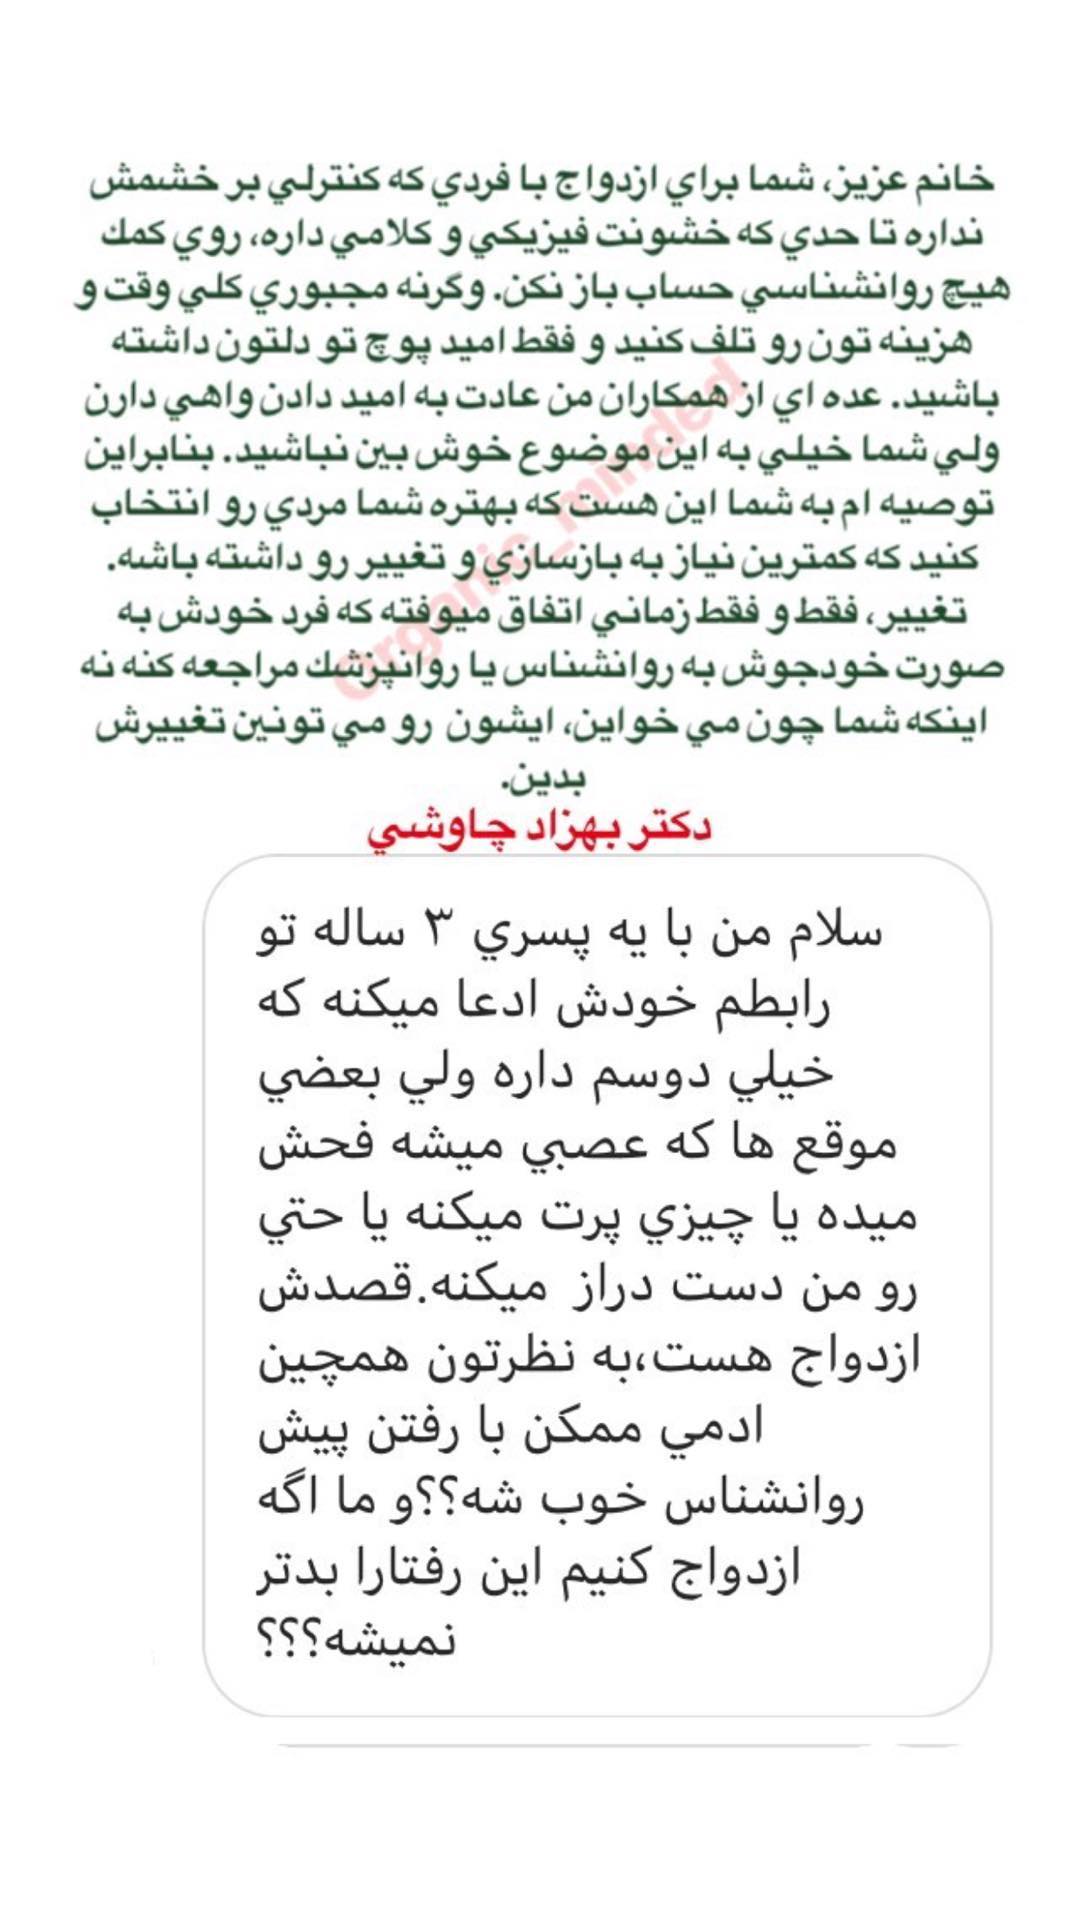 خانم عزيز، شما براي ازدواج با فردي كه كنترلي بر خشمش
نداره تا حدي كه خشونت فيزيكي و كلامي داره، روي كمك
هيچ روانشناسي حساب باز نكن. وگرنه مجبوري كلي وقت و
هزينه تون رو تلف كنيد و فقط اميد پوچ تو دلتون داشته
باشيد. عده اي از همكاران من عادت به اميد دادن واهي دارن
ولي شما خيلي به اين موضوع خوش بين نباشيد. بنابراين
توصيه ام به شما اين هست كه بهتره شما مردي رو انتخاب
كنيد كه كمترين نياز به بازسازي و تغيير رو داشته باشه.
تغيير، فقط و فقط زماني اتفاق ميوفته كه فرد خودش به
صورت خودجوش به روانشناس يا روانپزشك مراجعه كنه نه
اينكه شما چون مي خواين، ايشون رو مي تونين تغييرش
بدين.
organic_minded
دكتر بهزاد چاوشي
سلام من با يه پسري ۳ ساله تو
رابطم خودش ادعا ميكنه كه
خيلي دوسم داره ولي بعضي
موقع ها كه عصبي ميشه فحش
ميده يا چيزي پرت ميكنه يا حتي
رو من دست دراز ميكنه.قصدش
ازدواج هست،به نظرتون همچين
ادمي ممكن با رفتن پيش
روانشناس خوب شه؟؟و ما اگه
ازدواج كنيم اين رفتارا بدتر
نميشه؟؟؟